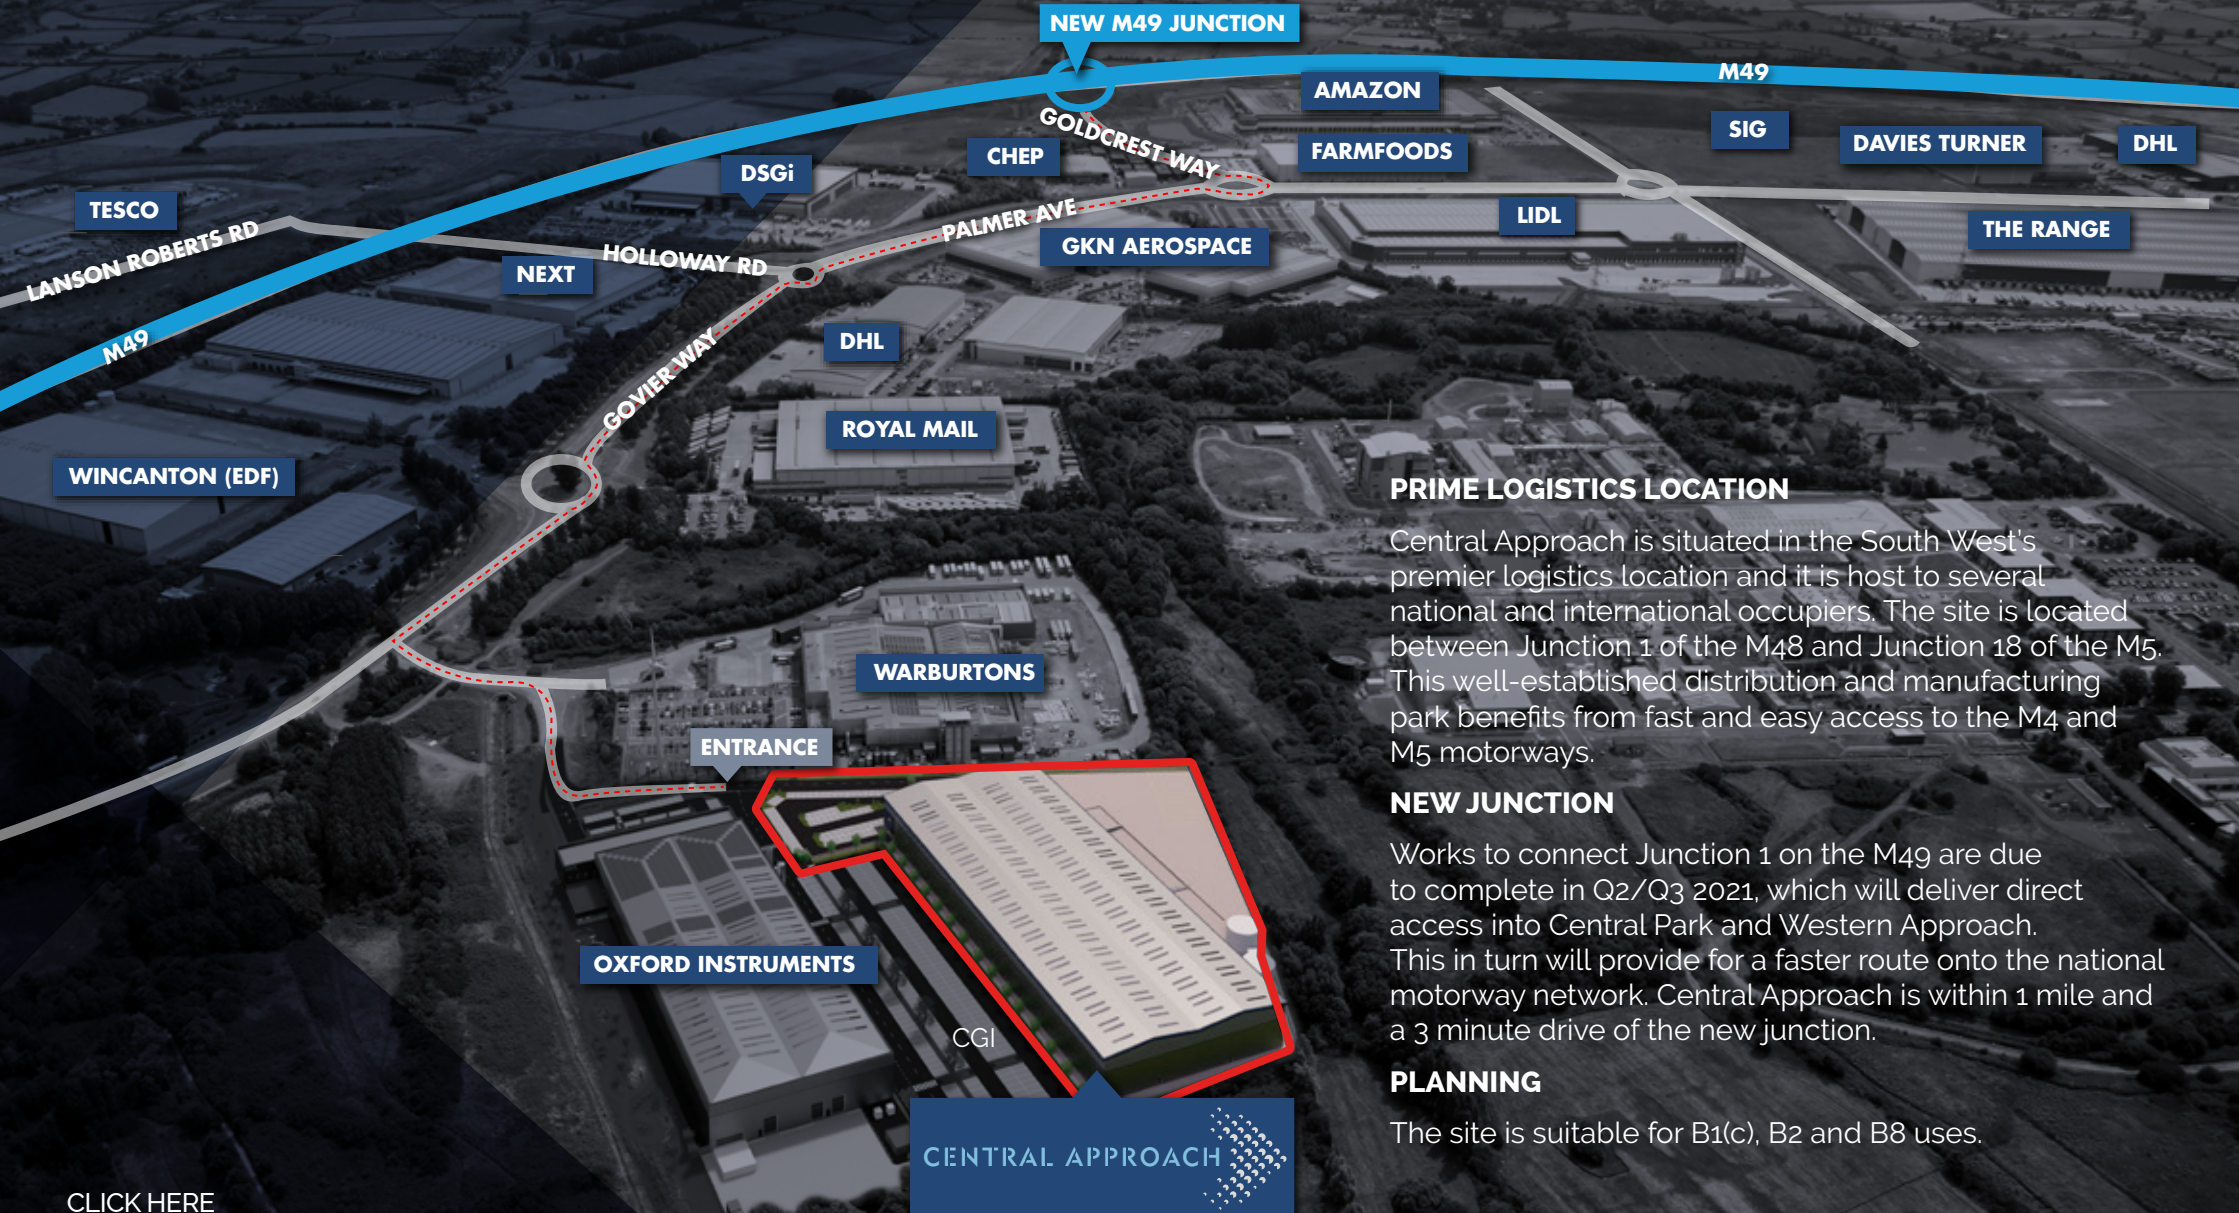 NEW M49 JUNCTION
M49
AMAZON
GOLDCREST WAY
SIG
DAVIES TURNER
DHL
CHEP
FARMFOODS
DSGi
TESCO
LANSON ROBERTS RD
PALMER AVE
LIDL
THE RANGE
HOLLOWAY RD
GKN AEROSPACE
NEXT
M49
GOVIER WAY
DHL
ROYAL MAIL
WINCANTON (EDF)
WARBURTONS
ENTRANCE
OXFORD INSTRUMENTS
CGI
CENTRAL APPROACH
PRIME LOGISTICS LOCATION
Central Approach is situated in the South West's
premier logistics location and it is host to several
national and international occupiers. The site is located
between Junction 1 of the M48 and Junction 18 of the M5.
This well-established distribution and manufacturing
park benefits from fast and easy access to the M4 and
M5 motorways.
NEW JUNCTION
Works to connect Junction 1 on the M49 are due
to complete in Q2/Q3 2021, which will deliver direct
access into Central Park and Western Approach.
This in turn will provide for a faster route onto the national
motorway network. Central Approach is within 1 mile and
a 3 minute drive of the new junction.
PLANNING
The site is suitable for B1(c), B2 and B8 uses.
CLICK HERE